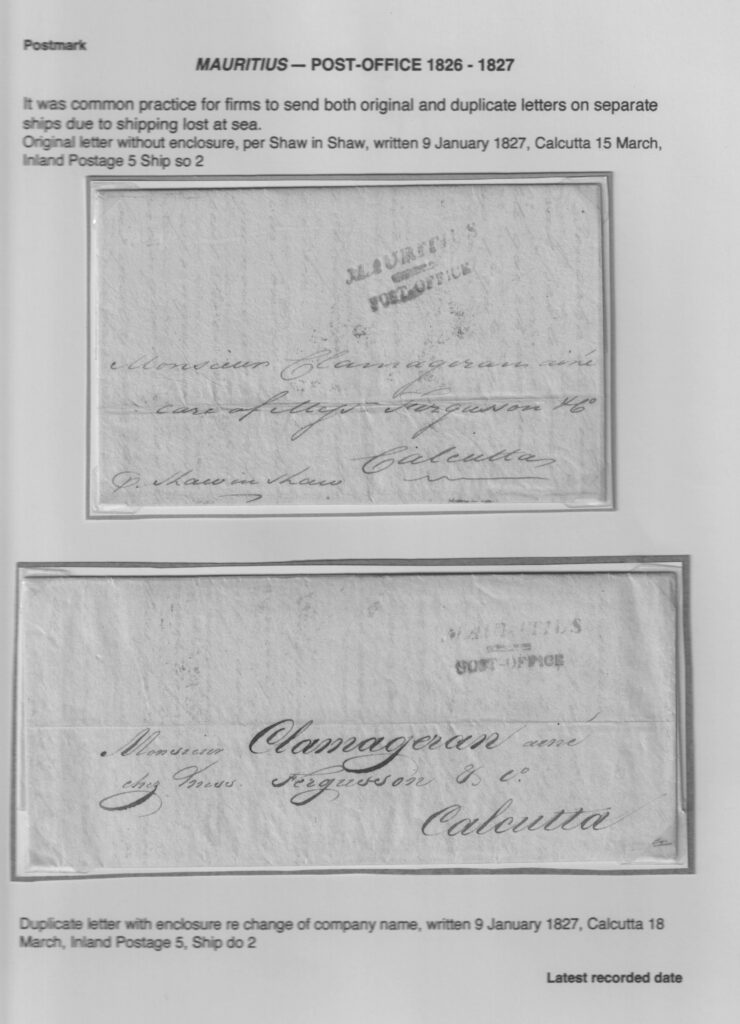 Postmark
MAURITIUS — POST-OFFICE 1826 - 1827
It was common practice for firms to send both original and duplicate letters on separate
ships due to shipping lost at sea.
Original letter without enclosure, per Shaw in Shaw, written 9 January 1827, Calcutta 15 March,
Inland Postage 5 Ship so 2
MAURITIUS
POST-OFFICE
Monsieur Clamageran ainé
care of Mess Fergusson & Co
Calcutta
p. Shaw in Shaw
MAURITIUS
POST-OFFICE
Monsieur Clamageran ainé
chez Mess. Fergusson & Co.
Calcutta
Duplicate letter with enclosure re change of company name, written 9 January 1827, Calcutta 18
March, Inland Postage 5, Ship do 2
Latest recorded date